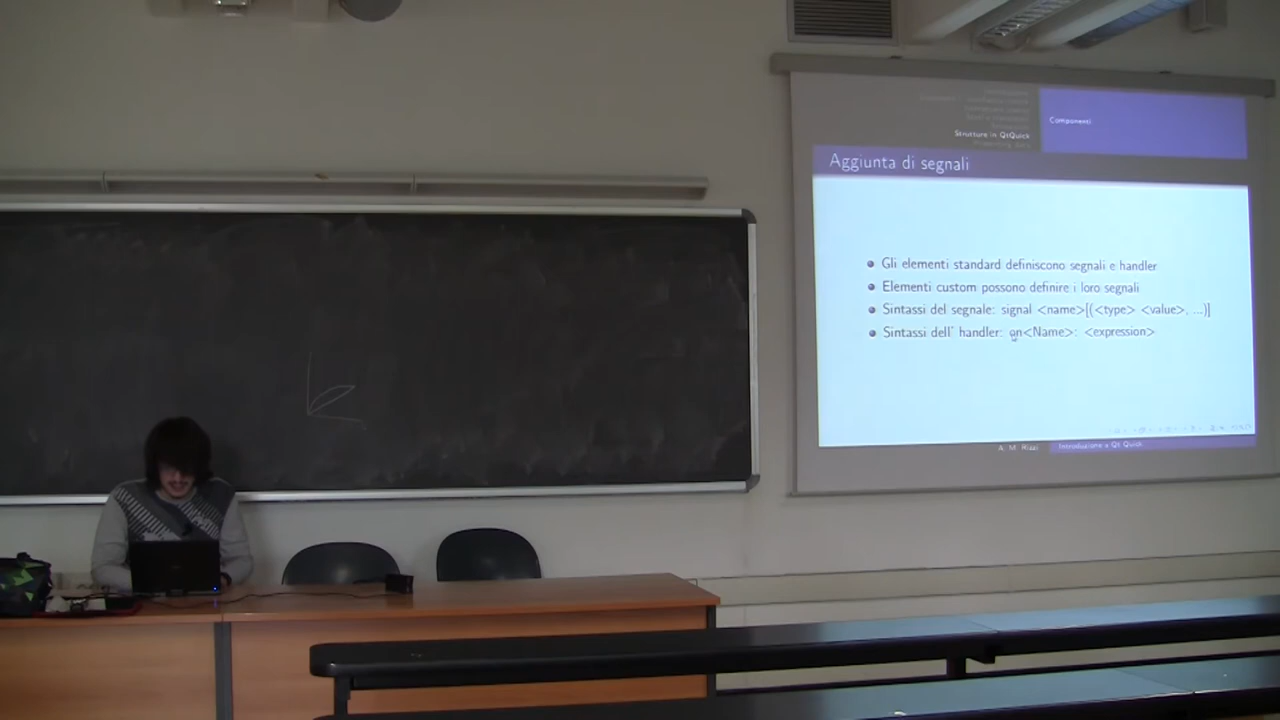 Strutture in QtQuick
Componenti
Aggiunta di segnali
Gli elementi standard definiscono segnali e handler
Elementi custom possono definire i loro segnali
Sintassi del segnale: signal <name>[(<type> <value>, ...)]
Sintassi dell' handler: on<Name>: <expression>
A. M. Rizzi
Introduzione a Qt Quick